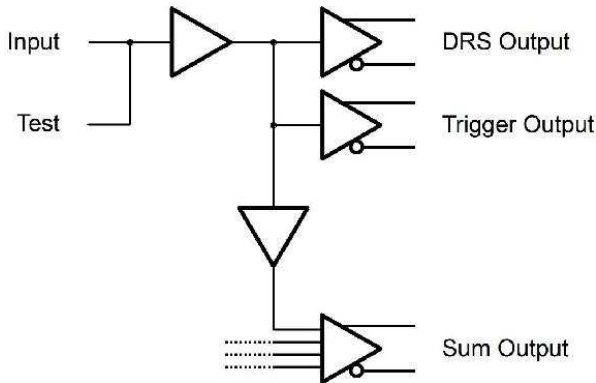 Input
DRS Output
Test
Trigger Output
Sum Output